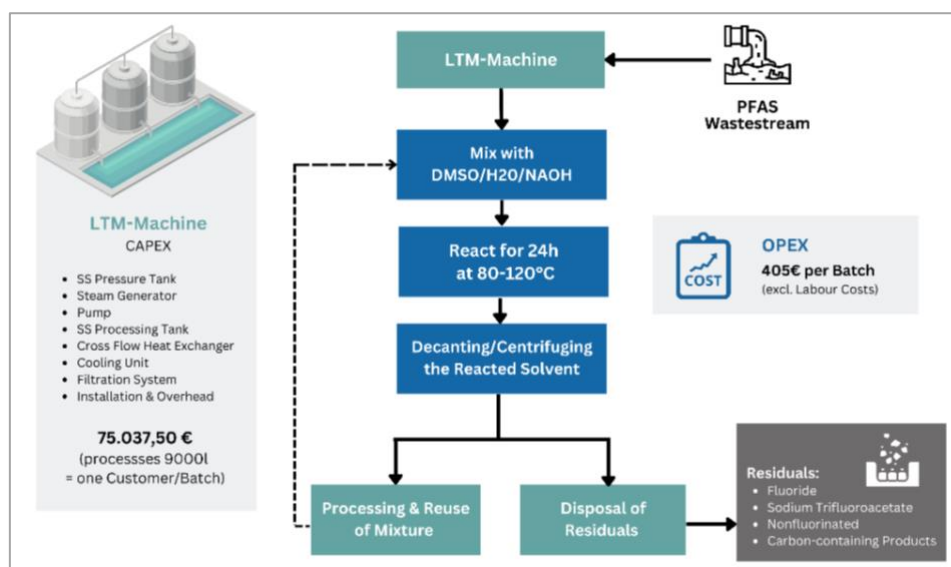 LTM-Machine
PFAS
Wastestream
Mix with
DMSO/H20/NAOH
React for 24h
at 80-120°C
Decanting/Centrifuging
the Reacted Solvent
Processing & Reuse
of Mixture
Disposal of
Residuals
LTM-Machine
CAPEX
• SS Pressure Tank
• Steam Generator
• Pump
• SS Processing Tank
• Cross Flow Heat Exchanger
• Cooling Unit
• Filtration System
• Installation & Overhead
75.037,50 €
(processses 9000l
= one Customer/Batch)
COST
OPEX
405€ per Batch
(excl. Labour Costs)
Residuals:
• Fluoride
• Sodium Trifluoroacetate
• Nonfluorinated
• Carbon-containing Products